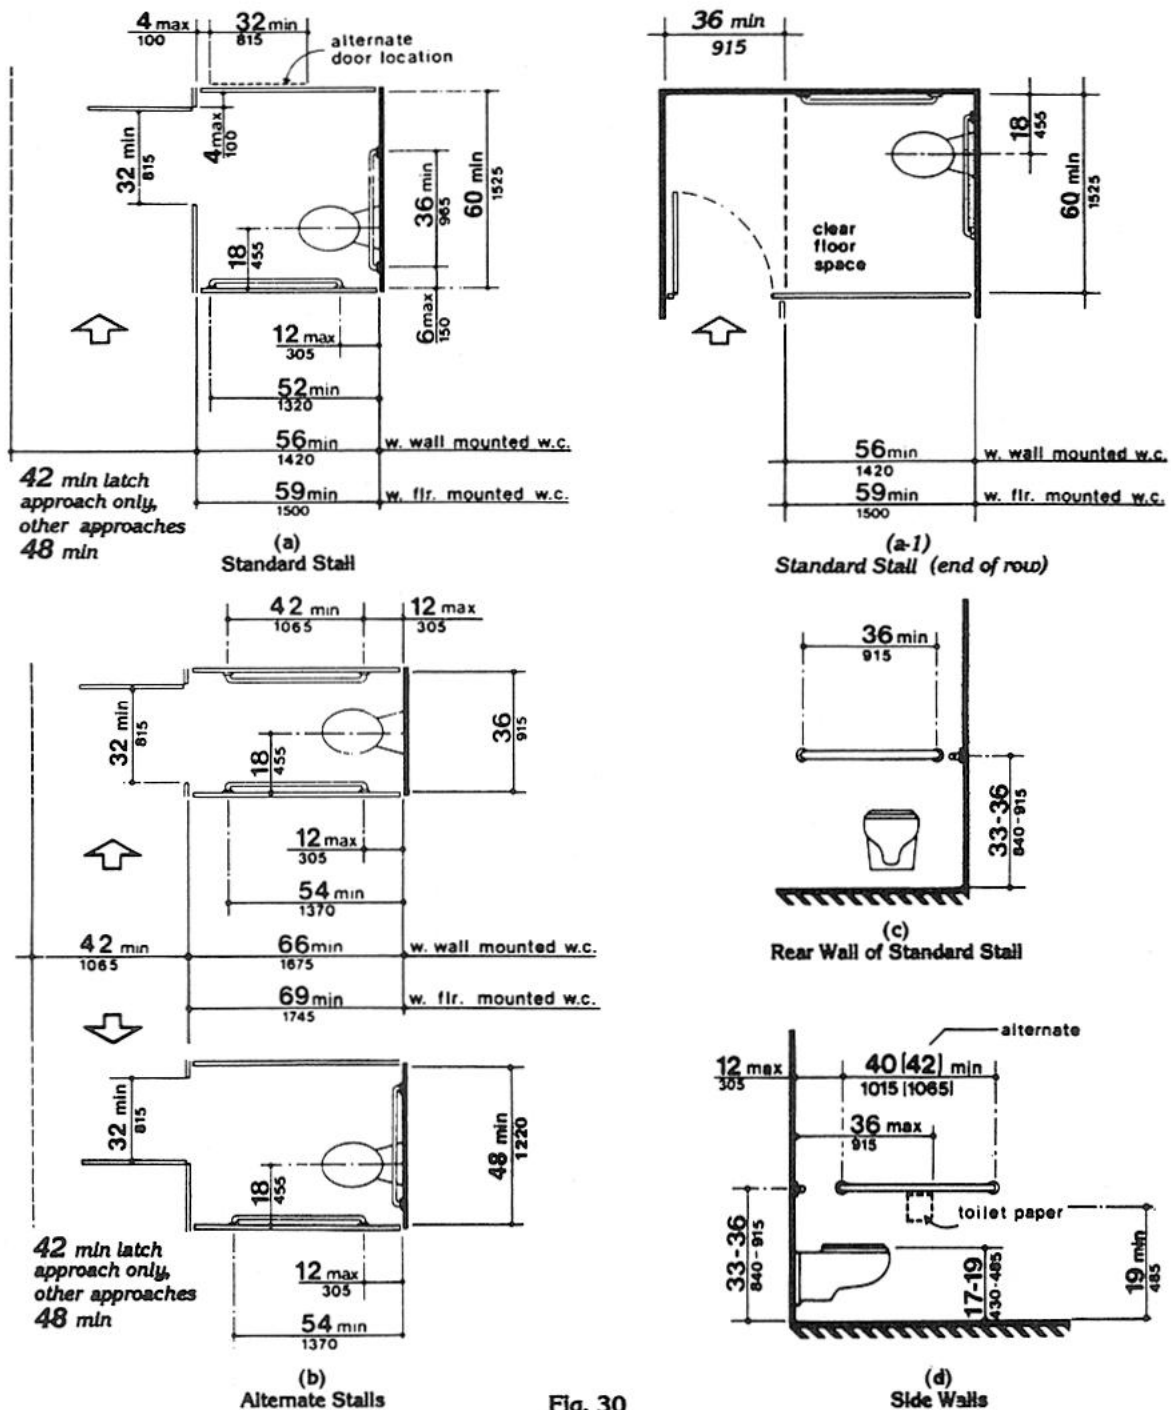 4 max
100
32 min
815
alternate
door location
4 max
100
32 min
815
36 min
965
60 min
1525
18
455
6 max
150
12 max
305
52 min
1320
56 min
1420
w. wall mounted w.c.
59 min
1500
w. flr. mounted w.c.
42 min latch
approach only,
other approaches
48 min
(a)
Standard Stall
36 min
915
18
455
60 min
1525
clear
floor
space
56 min
1420
w. wall mounted w.c.
59 min
1500
w. flr. mounted w.c.
(a-1)
Standard Stall (end of row)
42 min
1065
12 max
305
32 min
815
18
455
36
915
12 max
305
54 min
1370
42 min
1065
66 min
1675
w. wall mounted w.c.
69 min
1745
w. flr. mounted w.c.
32 min
815
18
455
48 min
1220
42 min latch
approach only,
other approaches
48 min
12 max
305
54 min
1370
(b)
Alternate Stalls
36 min
915
33-36
840-915
(c)
Rear Wall of Standard Stall
alternate
12 max
305
40 (42) min
1015 (1065)
36 max
915
toilet paper
33-36
840-915
17-19
430-485
19 min
485
(d)
Side Walls
Fig. 30